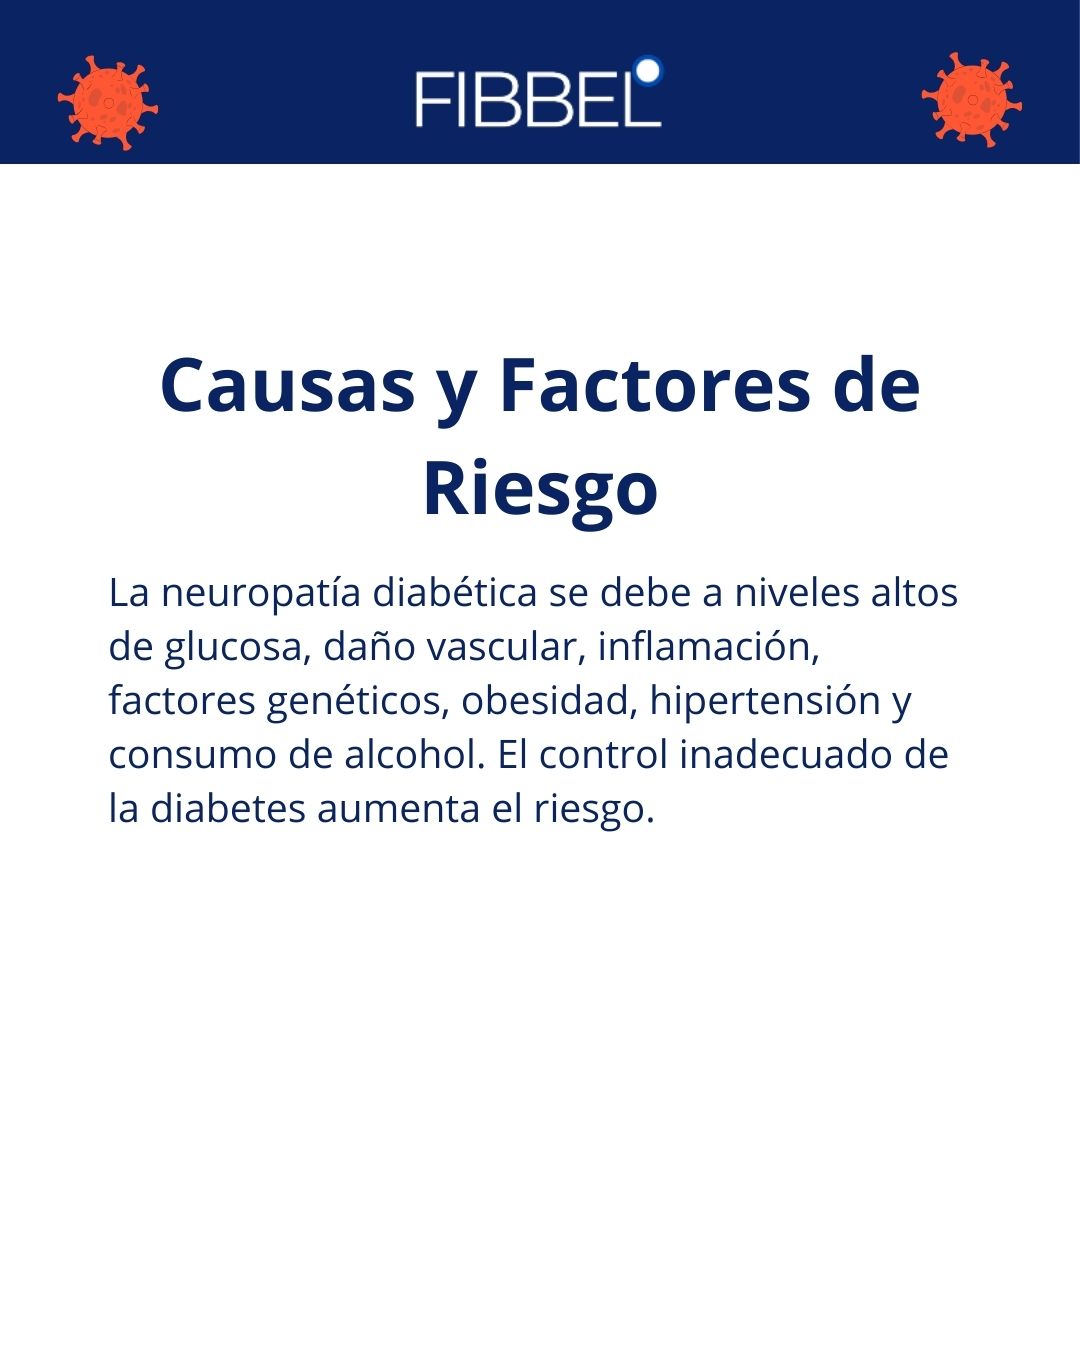 FIBBEL
Causas y Factores de
Riesgo
La neuropatía diabética se debe a niveles altos
de glucosa, daño vascular, inflamación,
factores genéticos, obesidad, hipertensión y
consumo de alcohol. El control inadecuado de
la diabetes aumenta el riesgo.